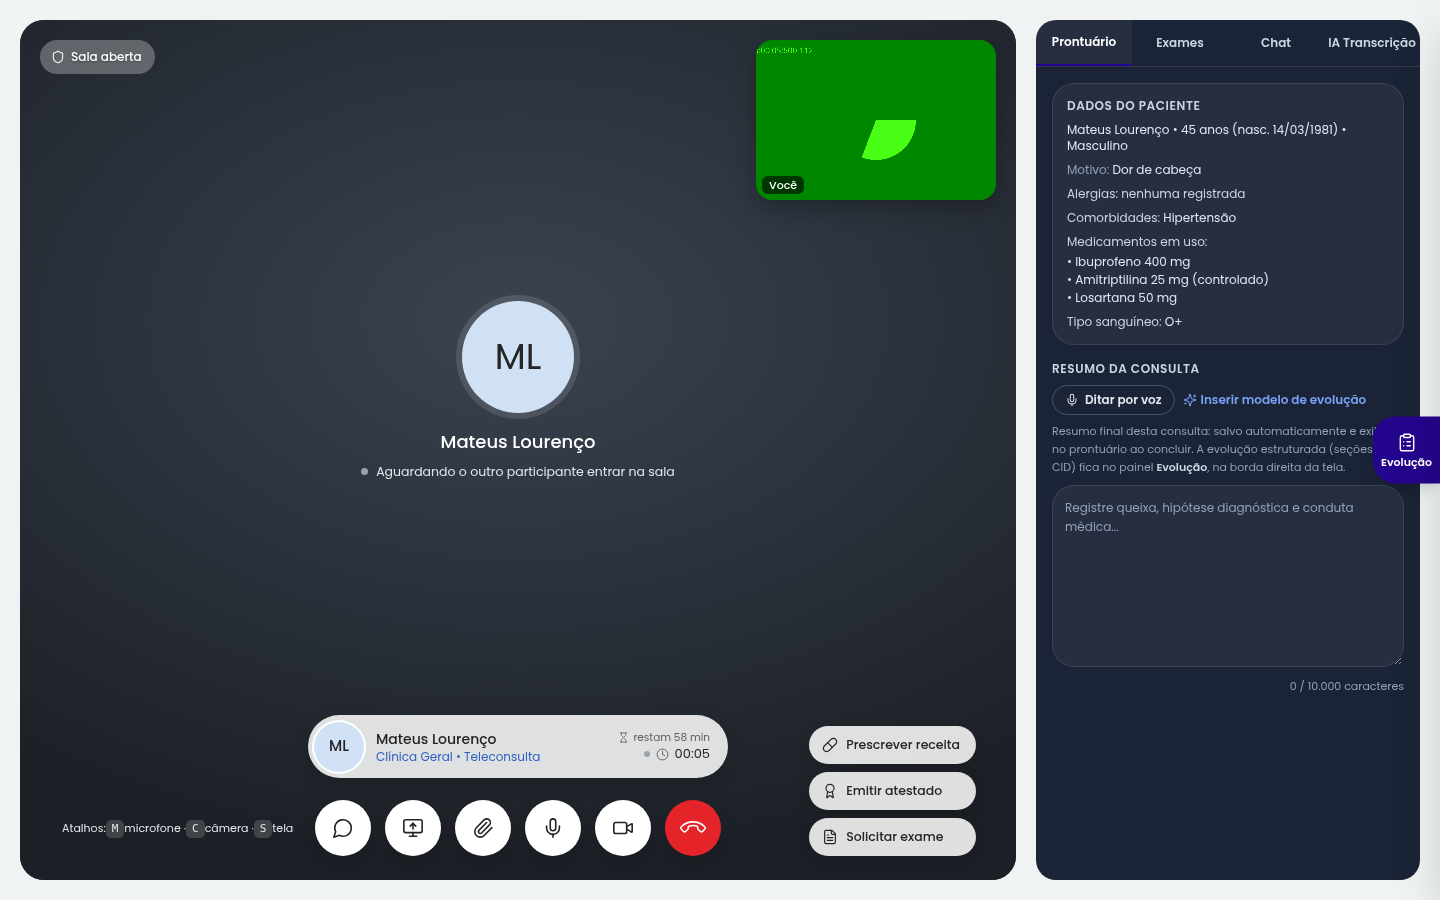 Sala aberta
Você
ML
Mateus Lourenço
Aguardando o outro participante entrar na sala
ML
Mateus Lourenço
Clínica Geral • Teleconsulta
restam 58 min
00:05
Atalhos: M microfone · C câmera · S tela
Prescrever receita
Emitir atestado
Solicitar exame
Prontuário
Exames
Chat
IA Transcrição
DADOS DO PACIENTE
Mateus Lourenço • 45 anos (nasc. 14/03/1981) •
Masculino
Motivo: Dor de cabeça
Alergias: nenhuma registrada
Comorbidades: Hipertensão
Medicamentos em uso:
• Ibuprofeno 400 mg
• Amitriptilina 25 mg (controlado)
• Losartana 50 mg
Tipo sanguíneo: O+
RESUMO DA CONSULTA
Ditar por voz
Inserir modelo de evolução
Resumo final desta consulta: salvo automaticamente e
no prontuário ao concluir. A evolução estruturada (seções
CID) fica no painel Evolução, na borda direita da tela.
Evolução
Registre queixa, hipótese diagnóstica e conduta
médica...
0 / 10.000 caracteres